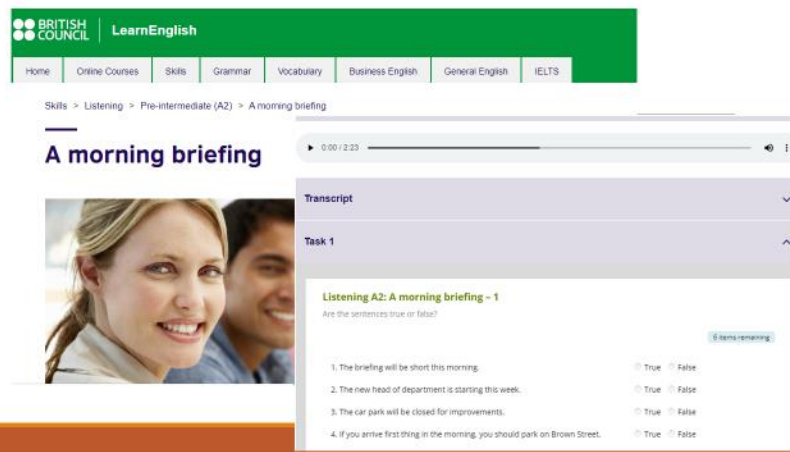 BRITISH
COUNCIL
LearnEnglish
Home Online Courses Skills Grammar Vocabulary Business English General English IELTS
Skills > Listening > Pre-intermediate (A2) > A morning briefing
A morning briefing
0:00 / 2:23
Transcript
Task 1
Listening A2: A morning briefing – 1
Are the sentences true or false?
6 items remaining
1. The briefing will be short this morning. True False
2. The new head of department is starting this week. True False
3. The car park will be closed for improvements. True False
4. If you arrive first thing in the morning, you should park on Brown Street. True False